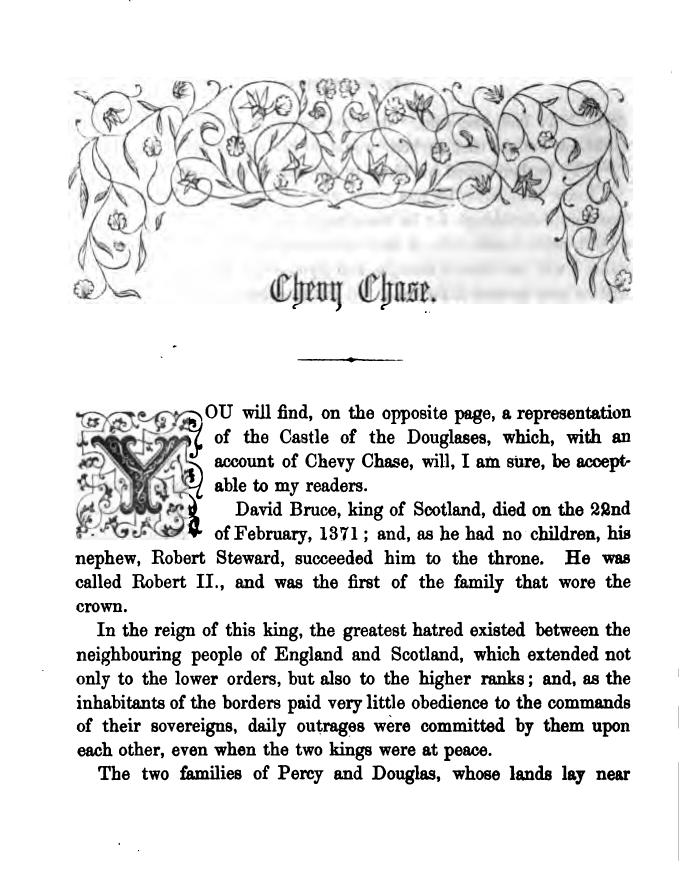 Chevy Chase.
YOU will find, on the opposite page, a representation
of the Castle of the Douglases, which, with an
account of Chevy Chase, will, I am sure, be accept-
able to my readers.
David Bruce, king of Scotland, died on the 22nd
of February, 1371; and, as he had no children, his
nephew, Robert Steward, succeeded him to the throne. He was
called Robert II., and was the first of the family that wore the
crown.
In the reign of this king, the greatest hatred existed between the
neighbouring people of England and Scotland, which extended not
only to the lower orders, but also to the higher ranks; and, as the
inhabitants of the borders paid very little obedience to the commands
of their sovereigns, daily outrages were committed by them upon
each other, even when the two kings were at peace.
The two families of Percy and Douglas, whose lands lay near